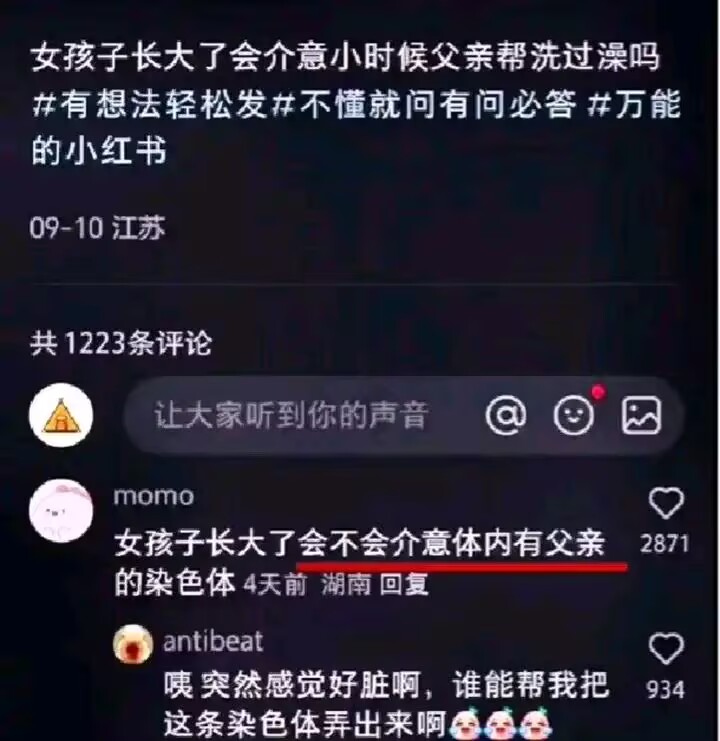 女孩子长大了会介意小时候父亲帮洗过澡吗
#有想法轻松发#不懂就问有问必答 #万能
的小红书
09-10 江苏
共1223条评论
让大家听到你的声音
momo
女孩子长大了会不会介意体内有父亲
2871
的染色体 4天前 湖南 回复
antibeat
咦 突然感觉好脏啊，谁能帮我把
934
这条染色体弄出来啊😭😭😭